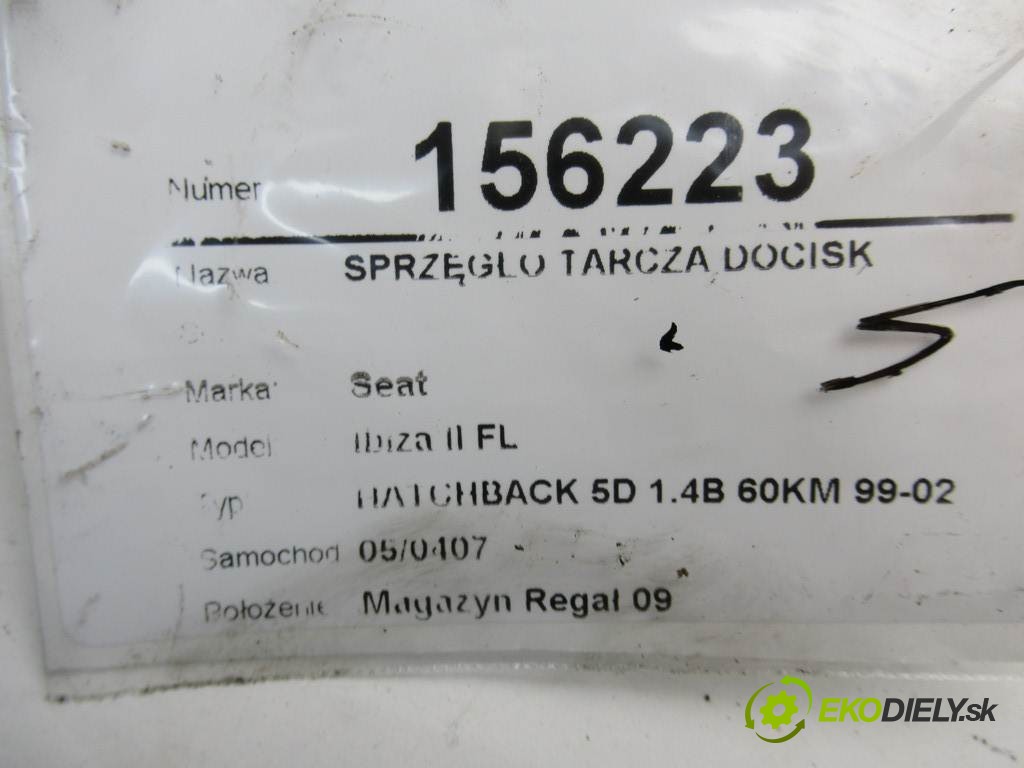 Numer 156223
Nazwa SPRZĘGŁO TARCZA DOCISK
Marka: Seat
Model Ibiza II FL
Typ HATCHBACK 5D 1.4B 60KM 99-02
Samochod 05/0407
Położenie Magazyn Regał 09
EKODIELY.sk